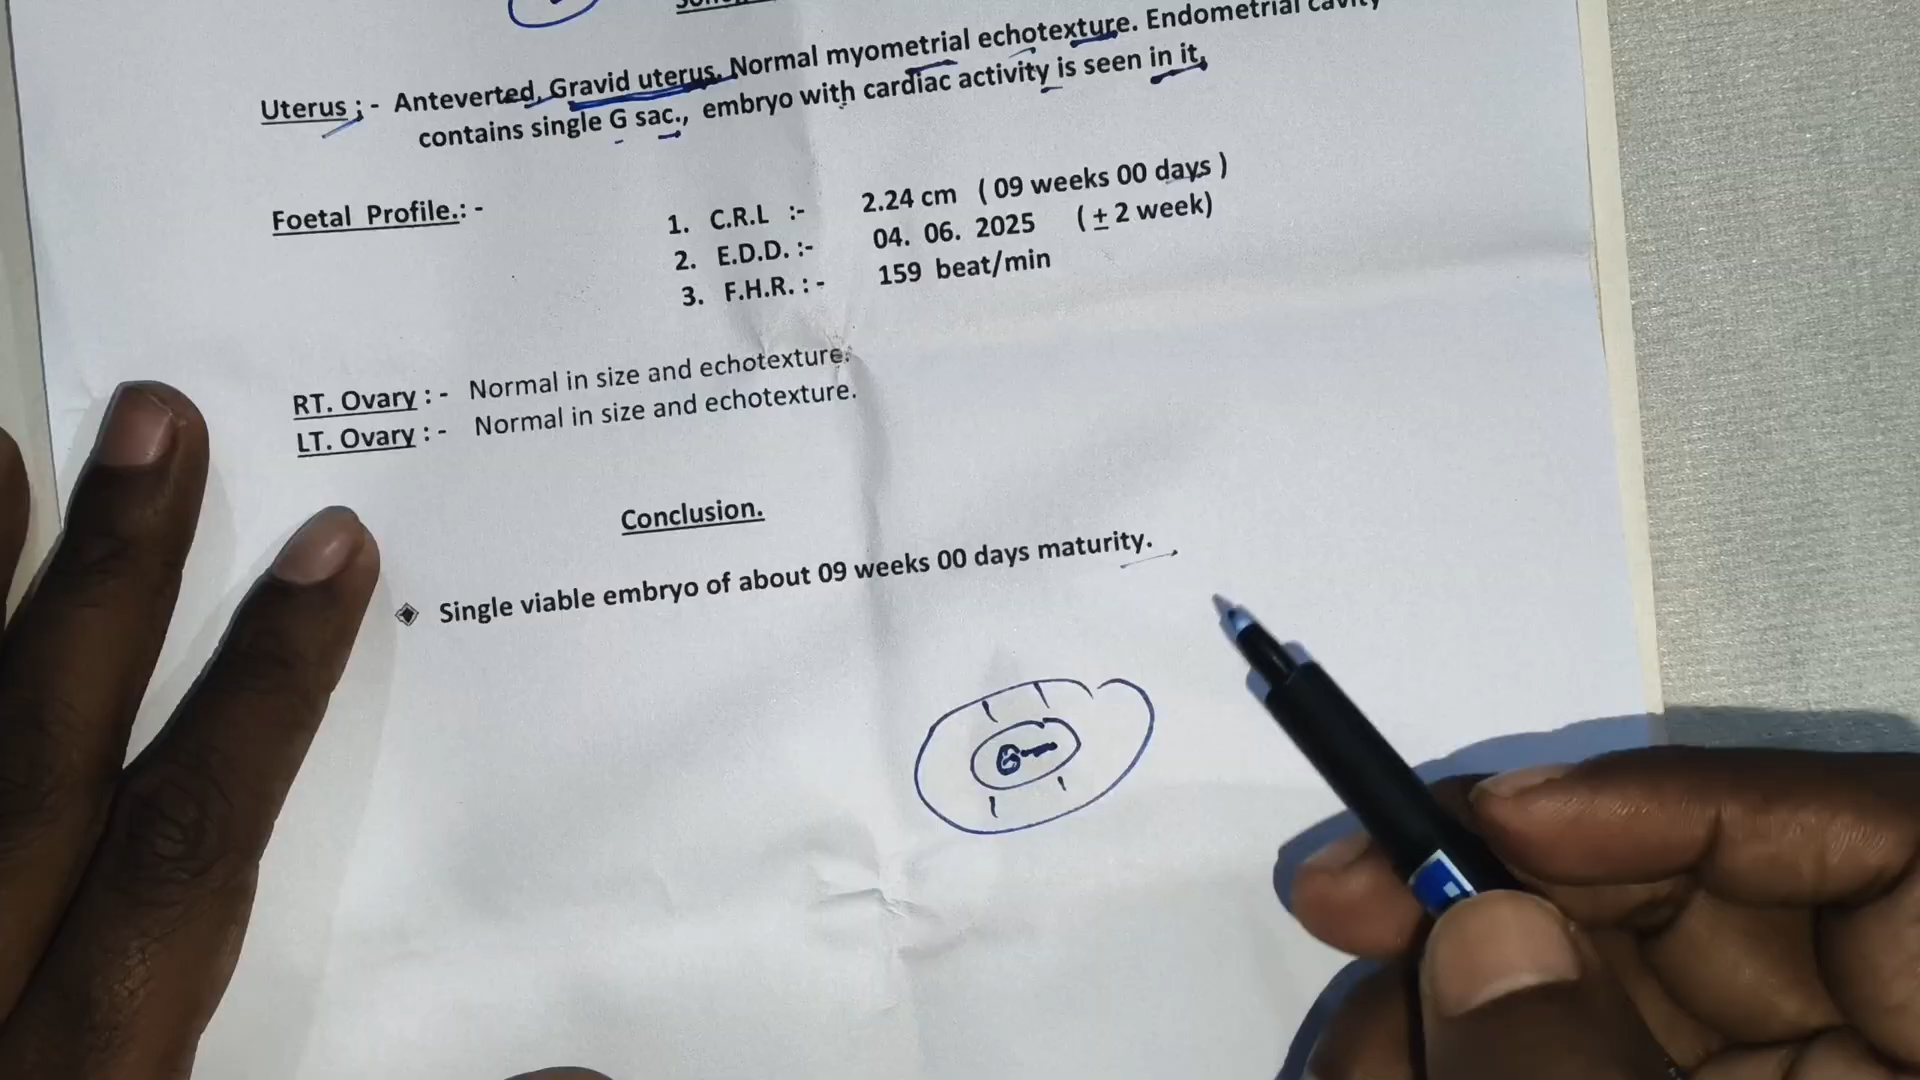 Uterus ; - Anteverted, Gravid uterus. Normal myometrial echotexture. Endometrial cavity
contains single G sac., embryo with cardiac activity is seen in it.
Foetal Profile.: -
1. C.R.L :- 2.24 cm ( 09 weeks 00 days )
2. E.D.D. :- 04. 06. 2025 ( ± 2 week)
3. F.H.R. : - 159 beat/min
RT. Ovary : - Normal in size and echotexture.
LT. Ovary : - Normal in size and echotexture.
Conclusion.
Single viable embryo of about 09 weeks 00 days maturity.